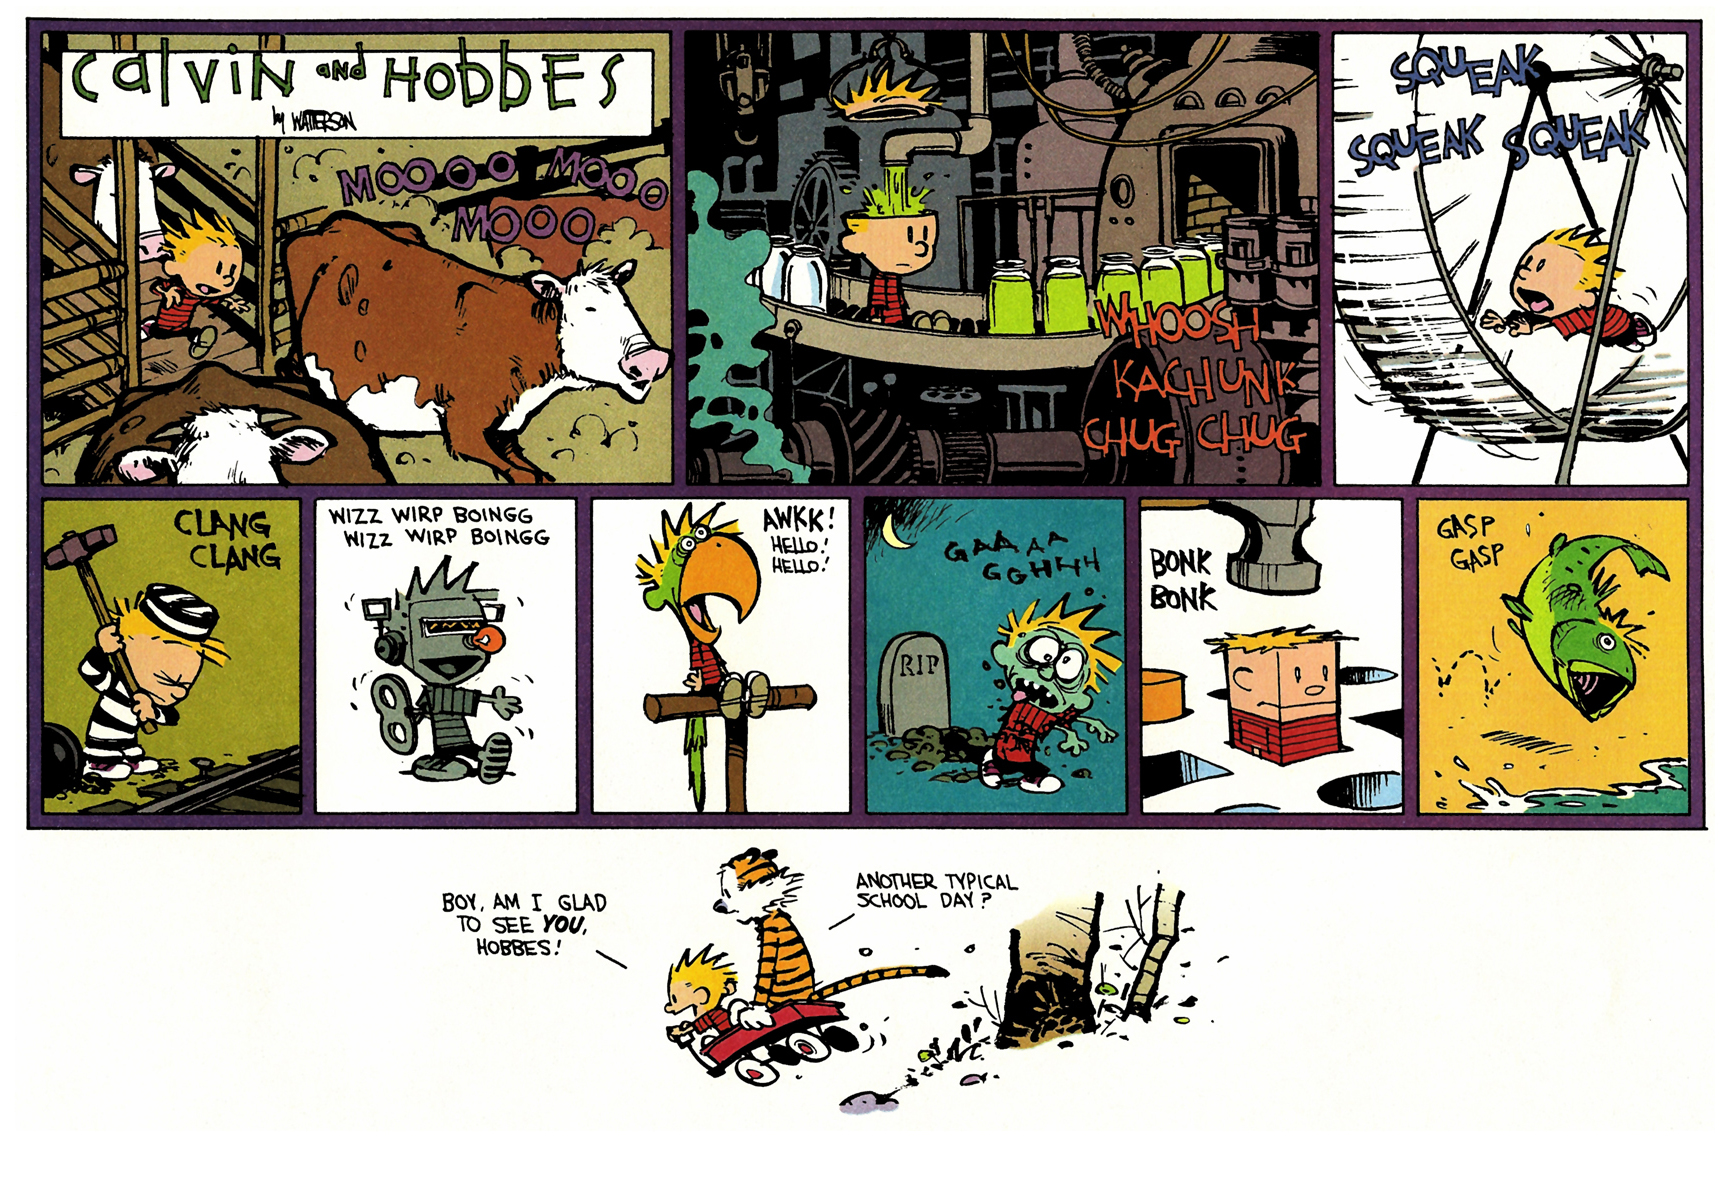 Calvin and HobbEs
by WATTERSON
MOOOO MOOO
MOOO
WHOOSH
KACHUNK
CHUG CHUG
SQUEAK
SQUEAK SQUEAK
CLANG
CLANG
WIZZ WIRP BOINGG
WIZZ WIRP BOINGG
AWKK!
HELLO!
HELLO!
GAAAAA
GGHHHH
RIP
BONK
BONK
GASP
GASP
BOY, AM I GLAD
TO SEE YOU,
HOBBES!
ANOTHER TYPICAL
SCHOOL DAY?